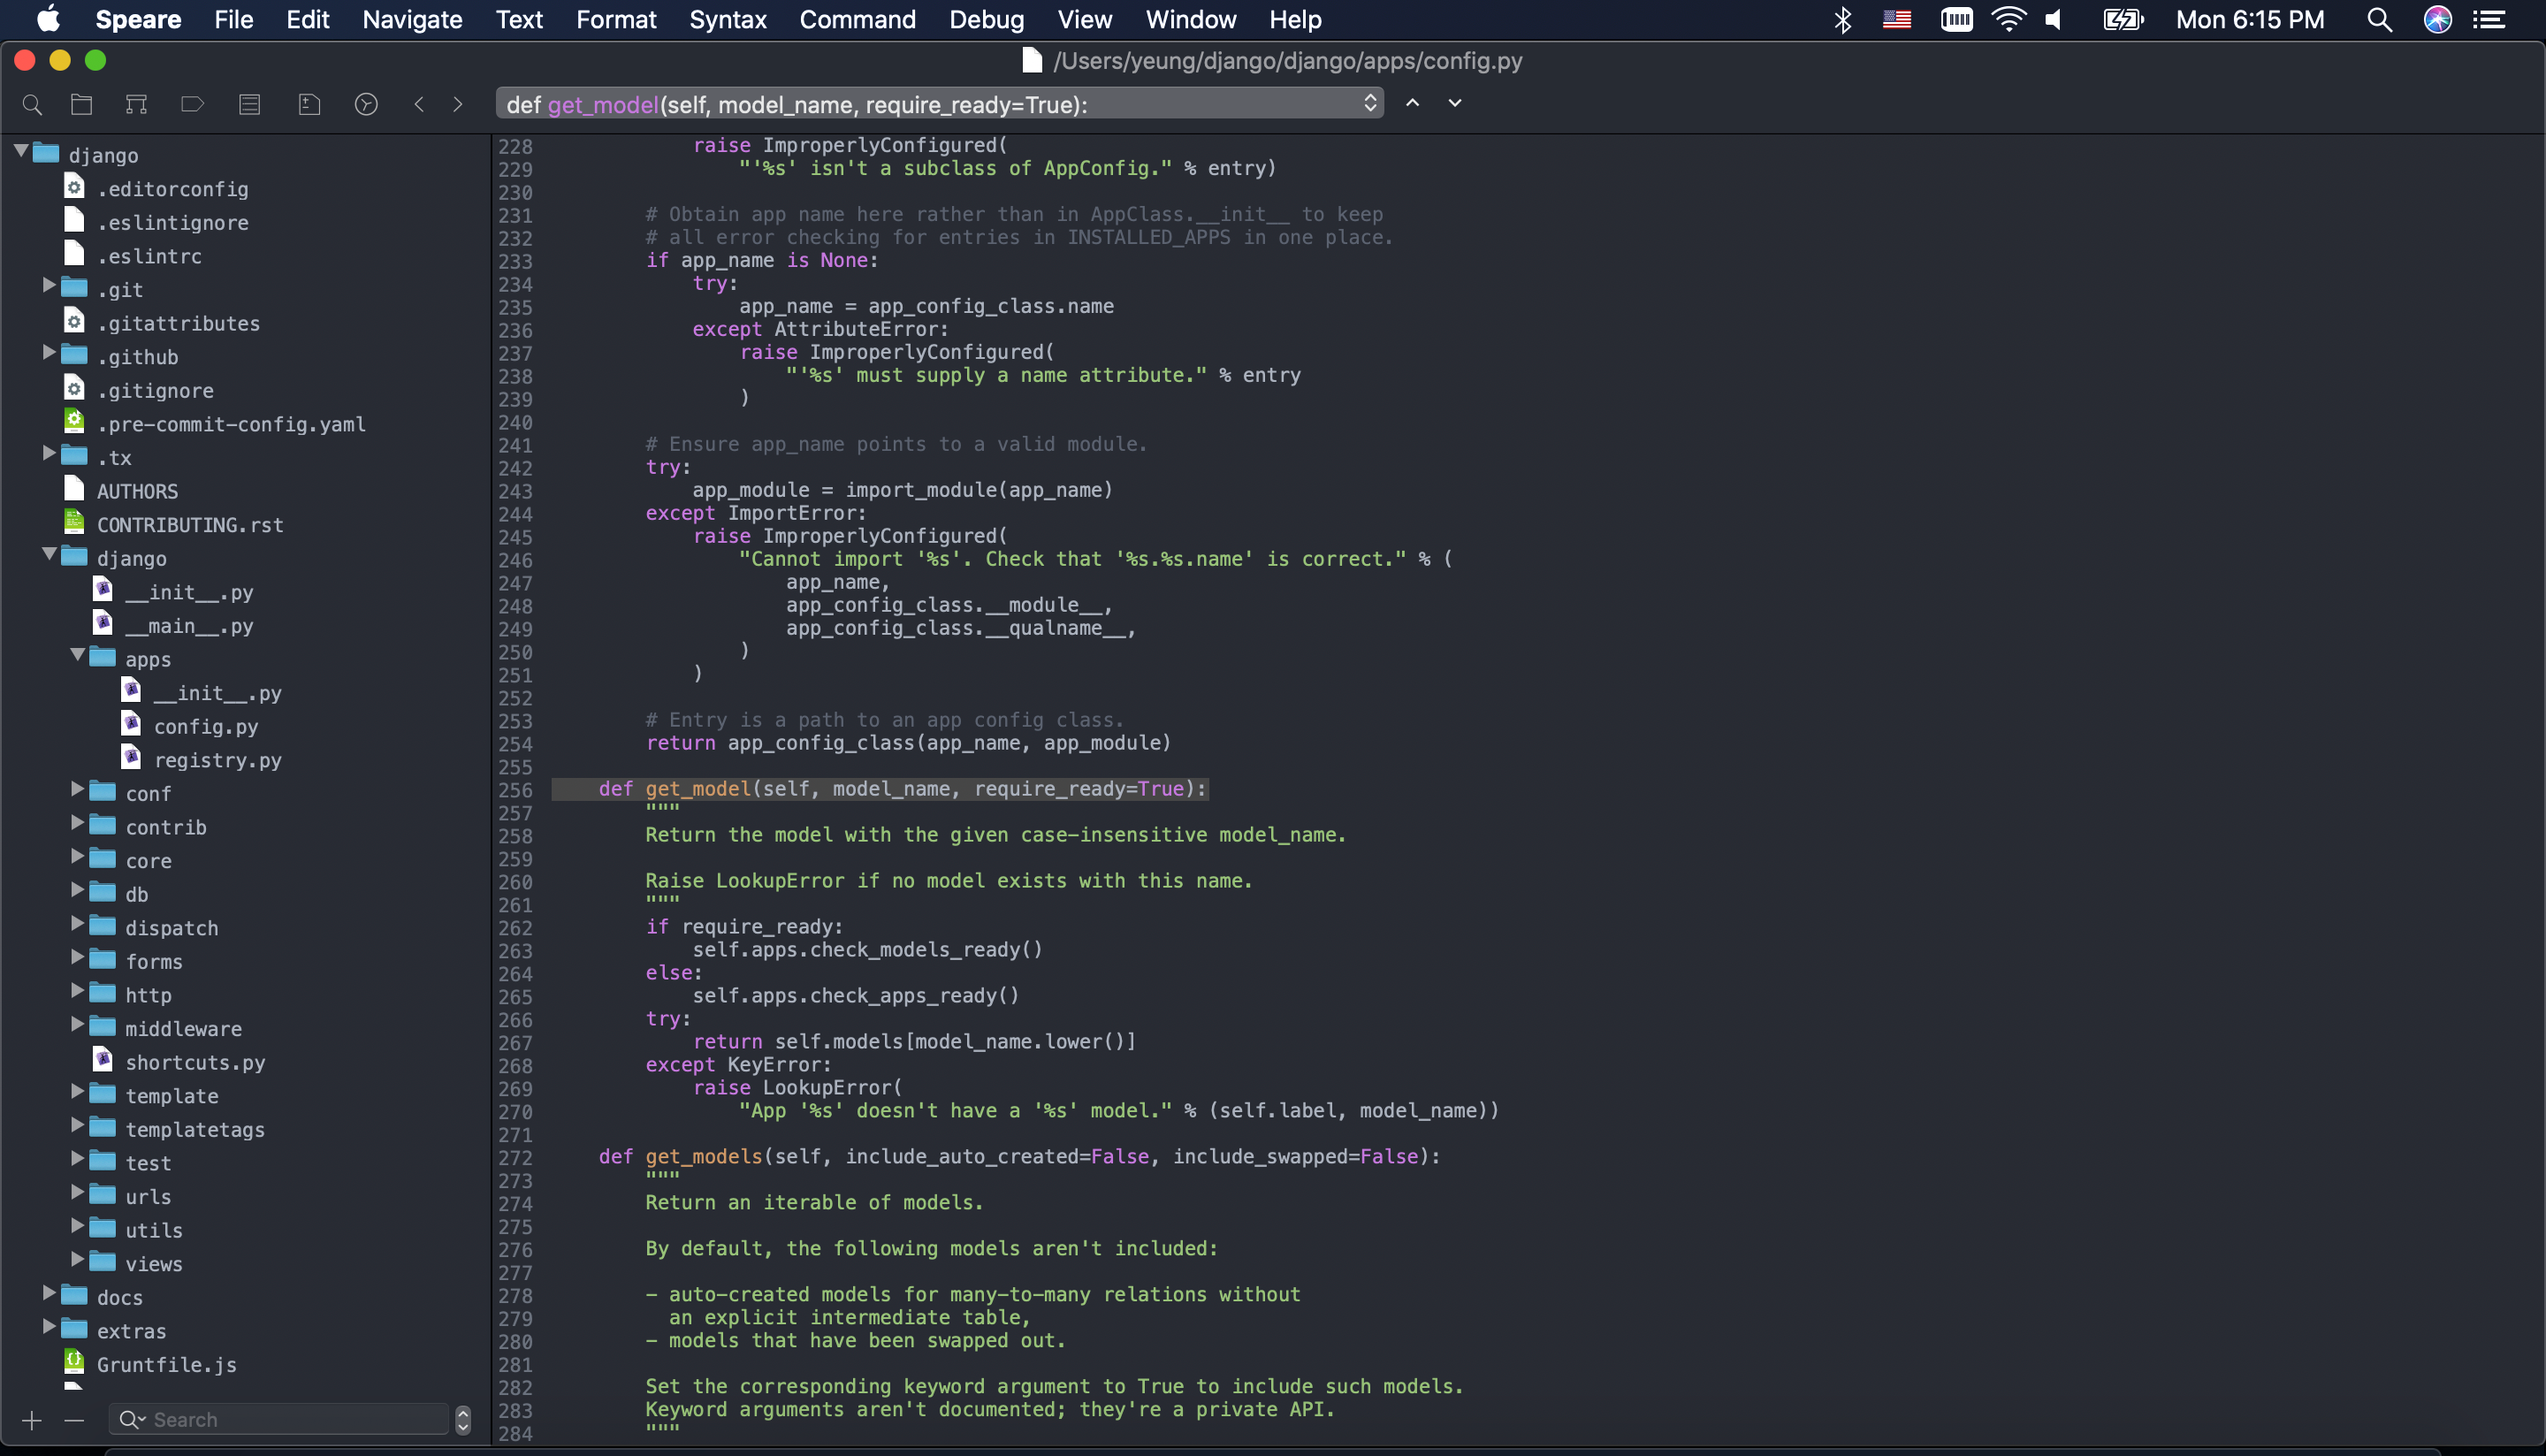 Speare File Edit Navigate Text Format Syntax Command Debug View Window Help Mon 6:15 PM
/Users/yeung/django/django/apps/config.py
def get_model(self, model_name, require_ready=True):
django
.editorconfig
.eslintignore
.eslintrc
.git
.gitattributes
.github
.gitignore
.pre-commit-config.yaml
.tx
AUTHORS
CONTRIBUTING.rst
django
__init__.py
__main__.py
apps
__init__.py
config.py
registry.py
conf
contrib
core
db
dispatch
forms
http
middleware
shortcuts.py
template
templatetags
test
urls
utils
views
docs
extras
Gruntfile.js
Search
228 raise ImproperlyConfigured(
229 "'%s' isn't a subclass of AppConfig." % entry)
230
231 # Obtain app name here rather than in AppClass.__init__ to keep
232 # all error checking for entries in INSTALLED_APPS in one place.
233 if app_name is None:
234 try:
235 app_name = app_config_class.name
236 except AttributeError:
237 raise ImproperlyConfigured(
238 "'%s' must supply a name attribute." % entry
239 )
240
241 # Ensure app_name points to a valid module.
242 try:
243 app_module = import_module(app_name)
244 except ImportError:
245 raise ImproperlyConfigured(
246 "Cannot import '%s'. Check that '%s.%s.name' is correct." % (
247 app_name,
248 app_config_class.__module__,
249 app_config_class.__qualname__,
250 )
251 )
252
253 # Entry is a path to an app config class.
254 return app_config_class(app_name, app_module)
255
256 def get_model(self, model_name, require_ready=True):
257 """
258 Return the model with the given case-insensitive model_name.
259
260 Raise LookupError if no model exists with this name.
261 """
262 if require_ready:
263 self.apps.check_models_ready()
264 else:
265 self.apps.check_apps_ready()
266 try:
267 return self.models[model_name.lower()]
268 except KeyError:
269 raise LookupError(
270 "App '%s' doesn't have a '%s' model." % (self.label, model_name))
271
272 def get_models(self, include_auto_created=False, include_swapped=False):
273 """
274 Return an iterable of models.
275
276 By default, the following models aren't included:
277
278 - auto-created models for many-to-many relations without
279 an explicit intermediate table,
280 - models that have been swapped out.
281
282 Set the corresponding keyword argument to True to include such models.
283 Keyword arguments aren't documented; they're a private API.
284 """